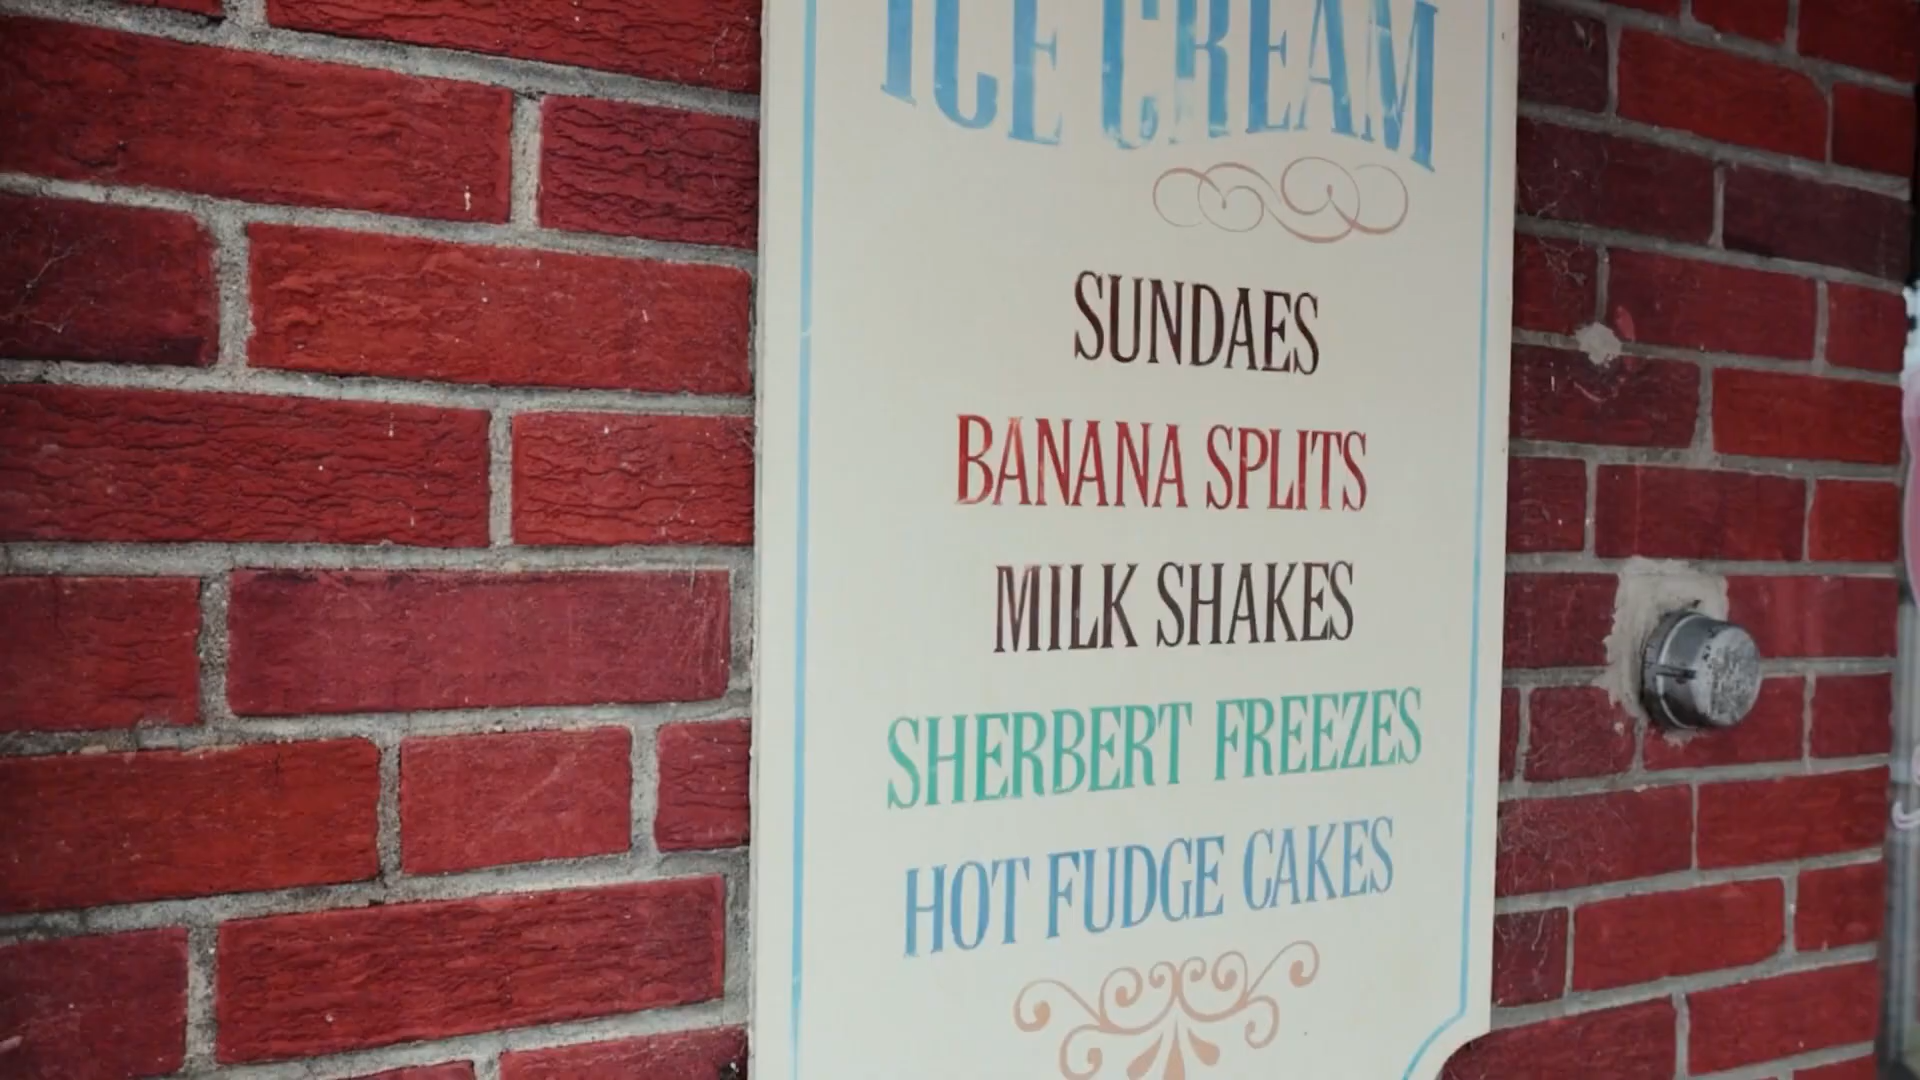 ICE CREAM
SUNDAES
BANANA SPLITS
MILK SHAKES
SHERBERT FREEZES
HOT FUDGE CAKES